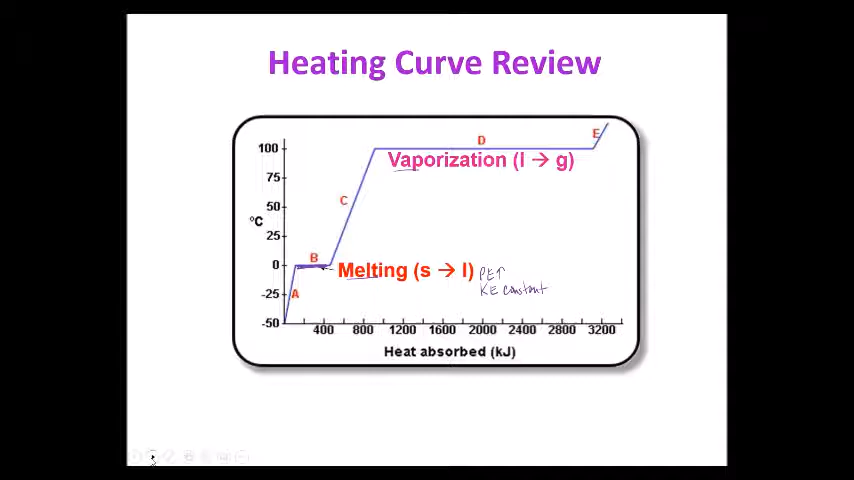 Heating Curve Review
100
75
50
°C
25
0
-25
-50
A
B
C
D
E
Vaporization (l → g)
Melting (s → l)
PE↑
KE constant
400 800 1200 1600 2000 2400 2800 3200
Heat absorbed (kJ)